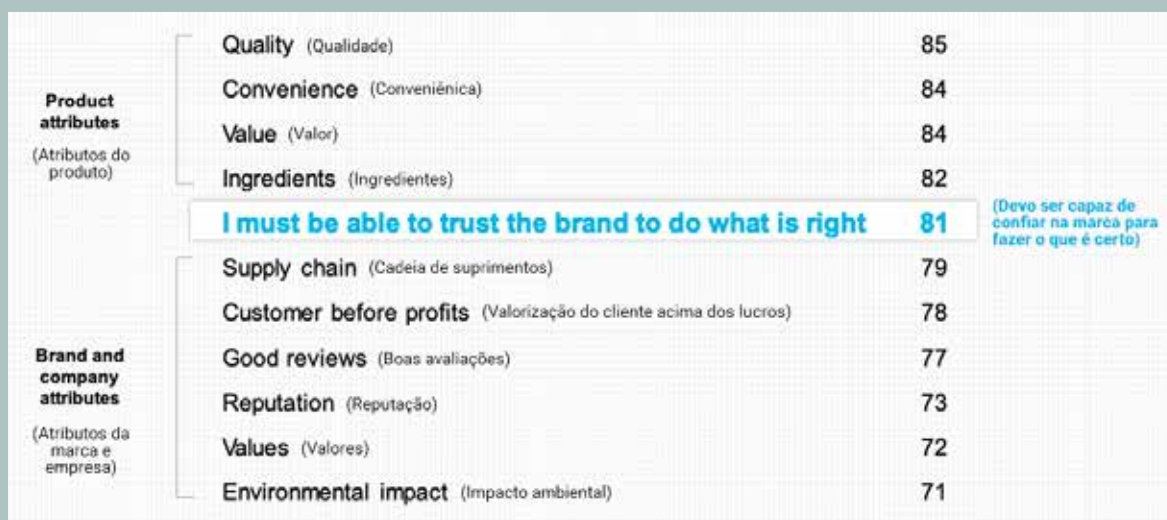 Product
attributes
(Atributos do
produto)
Quality (Qualidade) 85
Convenience (Conveniênica) 84
Value (Valor) 84
Ingredients (Ingredientes) 82
I must be able to trust the brand to do what is right 81
(Devo ser capaz de
confiar na marca para
fazer o que é certo)
Brand and
company
attributes
(Atributos da
marca e
empresa)
Supply chain (Cadeia de suprimentos) 79
Customer before profits (Valorização do cliente acima dos lucros) 78
Good reviews (Boas avaliações) 77
Reputation (Reputação) 73
Values (Valores) 72
Environmental impact (Impacto ambiental) 71